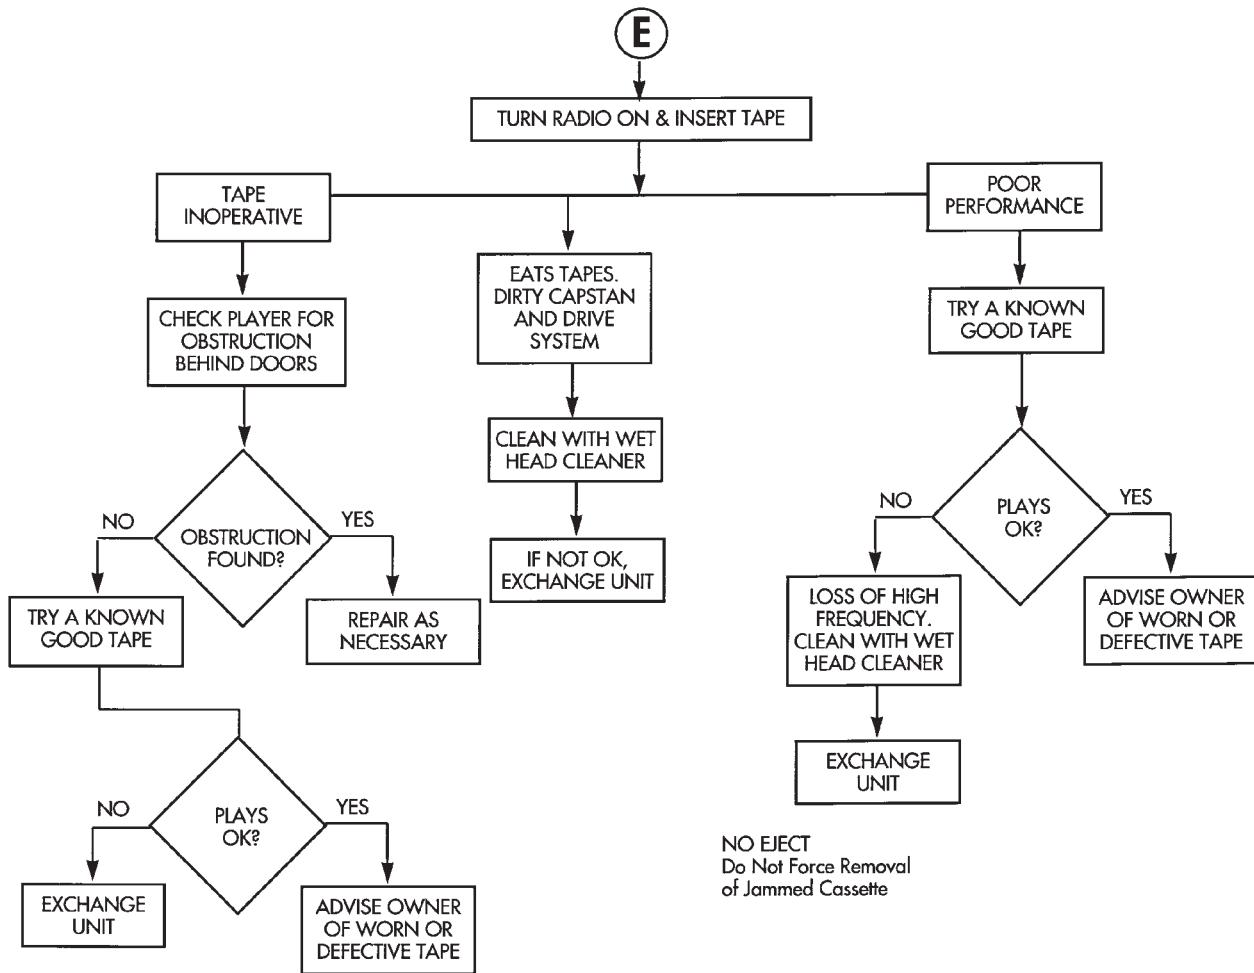 E
TURN RADIO ON & INSERT TAPE
TAPE
INOPERATIVE
CHECK PLAYER FOR
OBSTRUCTION
BEHIND DOORS
OBSTRUCTION
FOUND?
NO
YES
TRY A KNOWN
GOOD TAPE
REPAIR AS
NECESSARY
PLAYS
OK?
NO
YES
EXCHANGE
UNIT
ADVISE OWNER
OF WORN OR
DEFECTIVE TAPE
EATS TAPES.
DIRTY CAPSTAN
AND DRIVE
SYSTEM
CLEAN WITH WET
HEAD CLEANER
IF NOT OK,
EXCHANGE UNIT
POOR
PERFORMANCE
TRY A KNOWN
GOOD TAPE
PLAYS
OK?
NO
YES
LOSS OF HIGH
FREQUENCY.
CLEAN WITH WET
HEAD CLEANER
ADVISE OWNER
OF WORN OR
DEFECTIVE TAPE
EXCHANGE
UNIT
NO EJECT
Do Not Force Removal
of Jammed Cassette